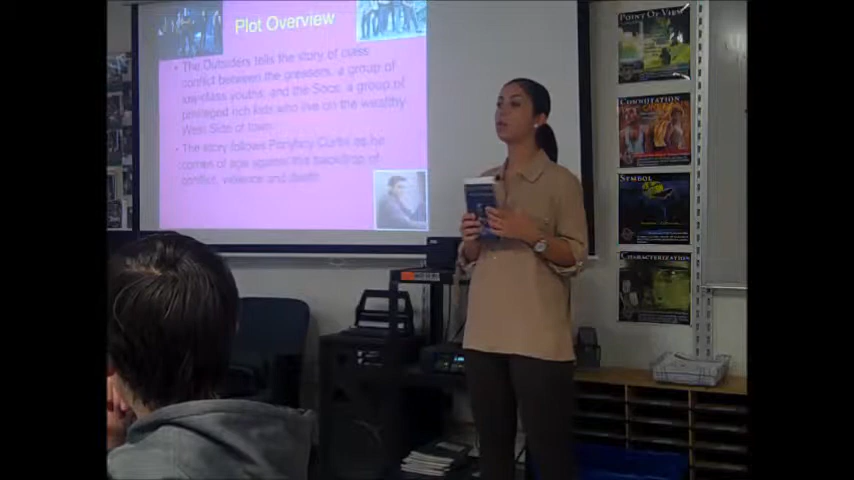 Plot Overview
• The Outsiders tells the story of class
conflict between the greasers, a group of
low-class youths, and the Socs, a group of
privileged rich kids who live on the wealthy
West Side of town.
• The story follows Ponyboy Curtis as he
comes of age against this backdrop of
conflict, violence and death.
POINT OF VIEW
CONNOTATION
SYMBOL
CHARACTERIZATION